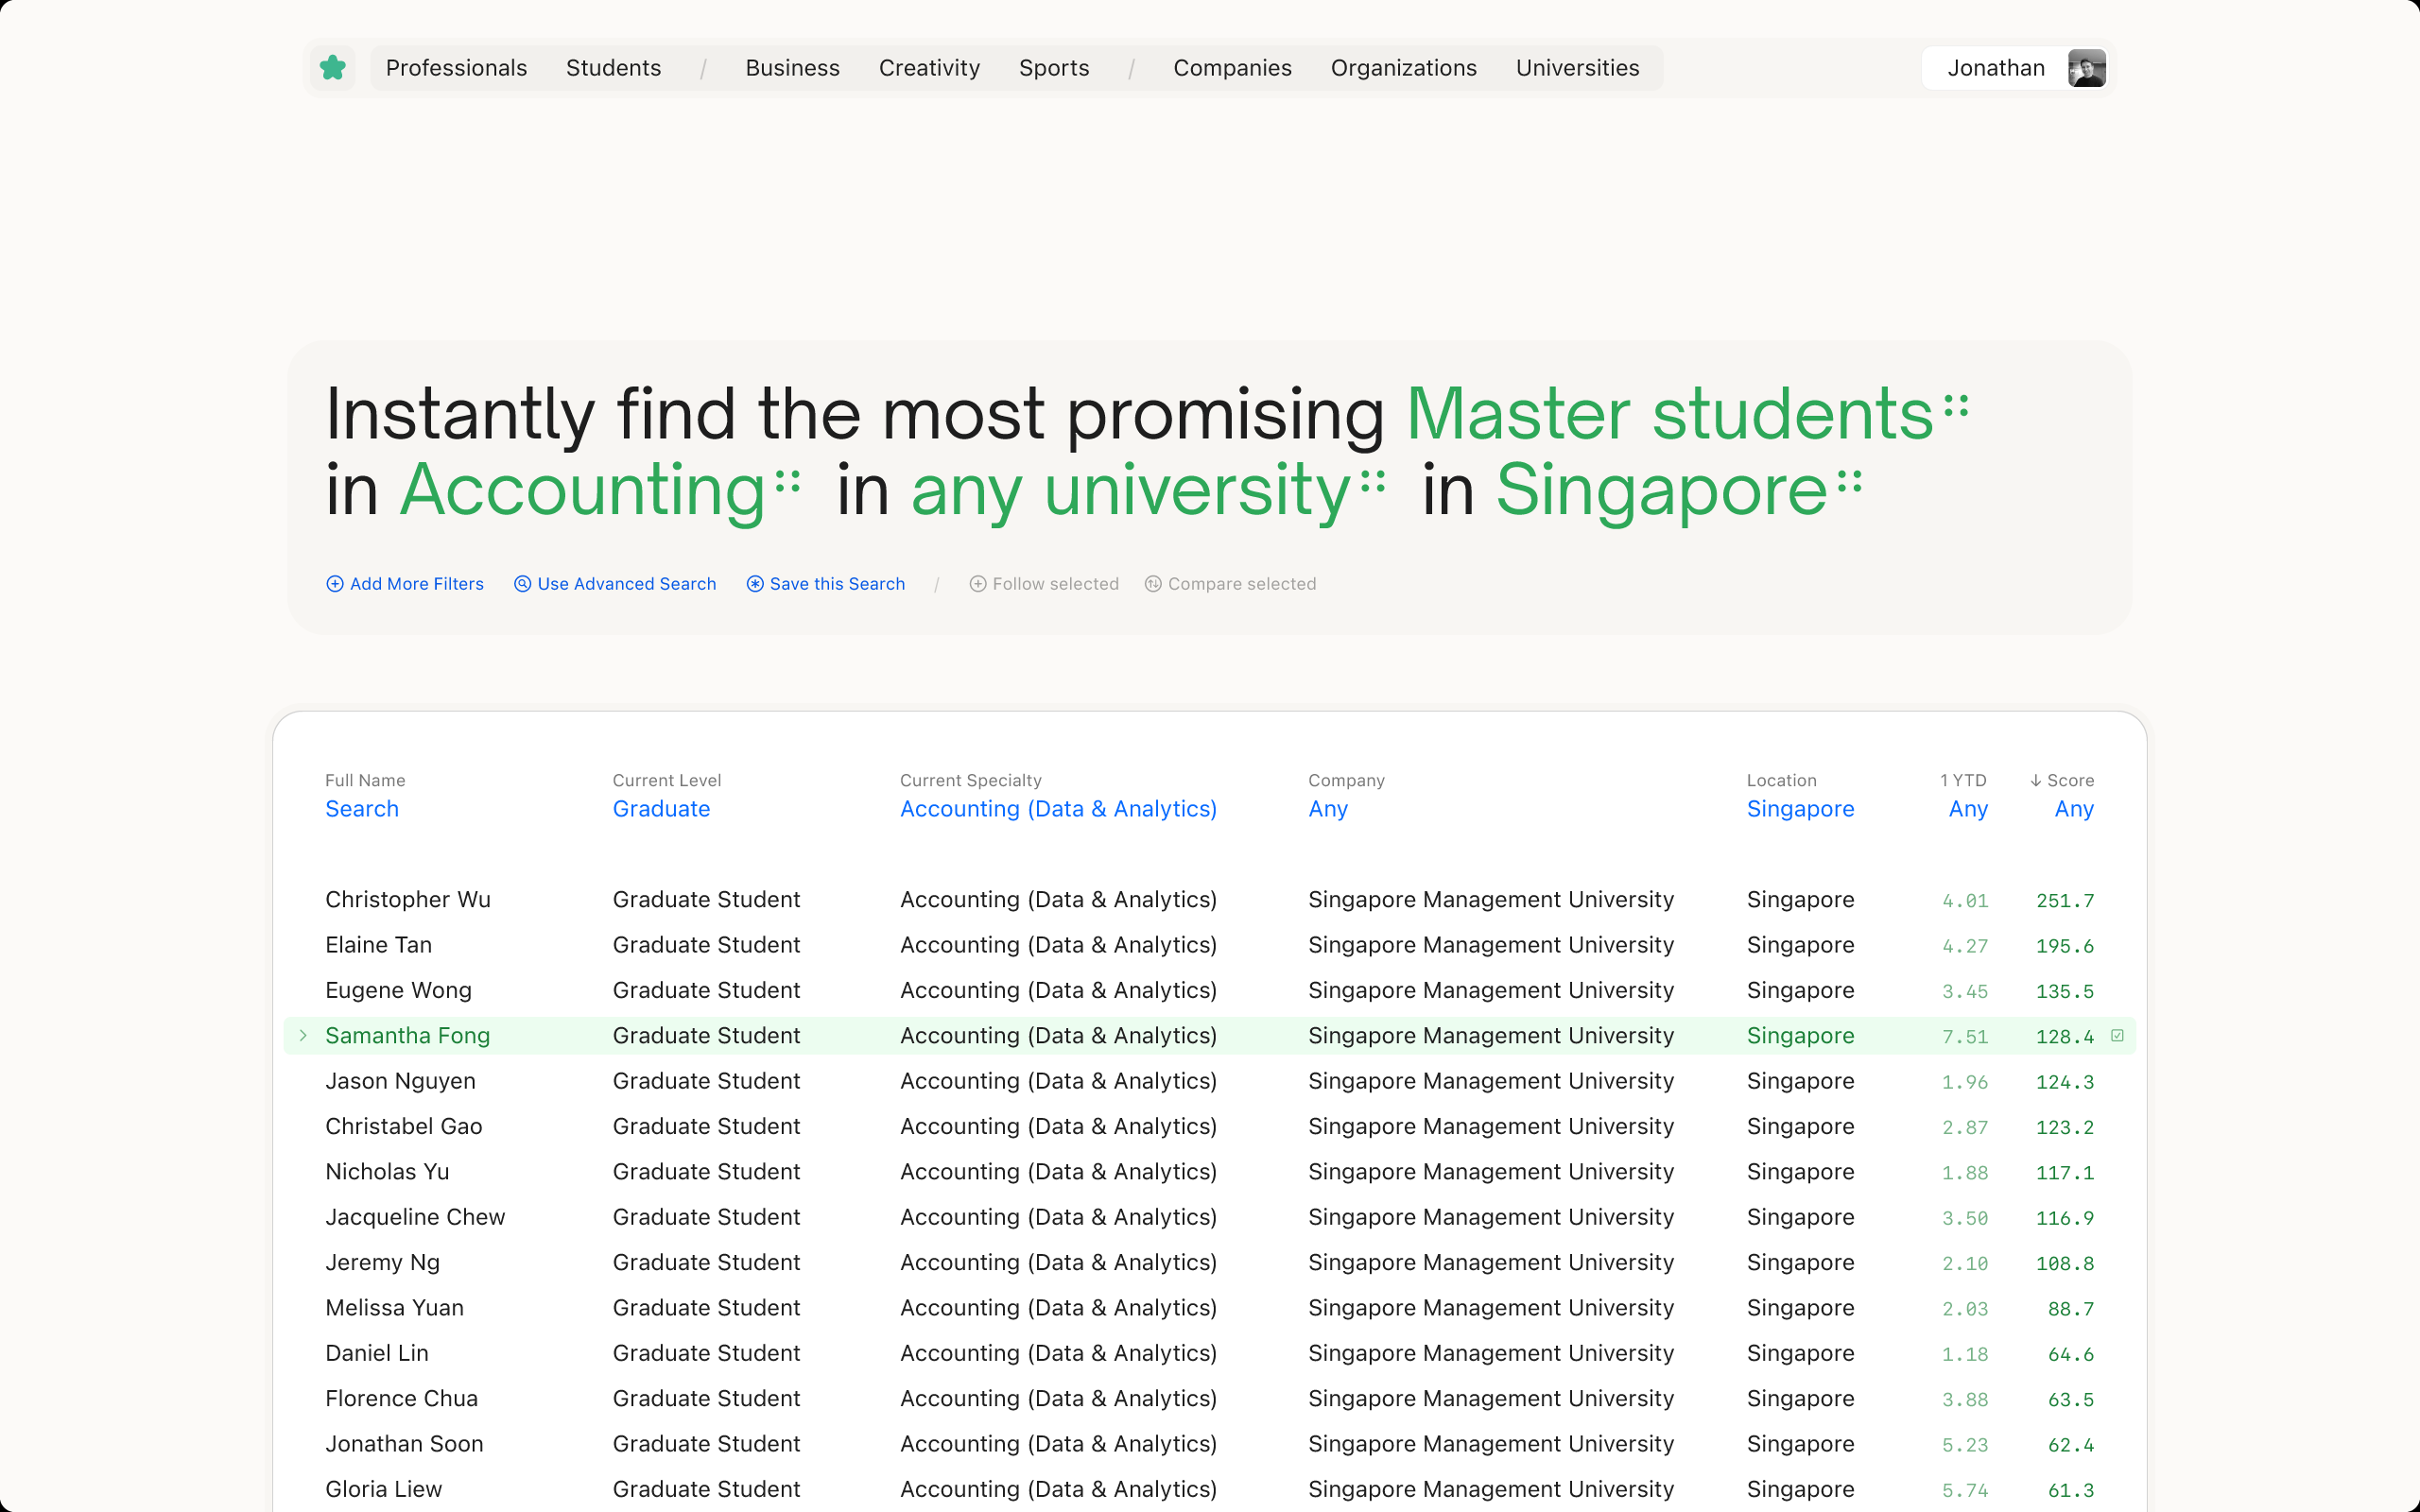 Professionals Students / Business Creativity Sports / Companies Organizations Universities Jonathan
Instantly find the most promising Master students
in Accounting in any university in Singapore
Add More Filters Use Advanced Search Save this Search / Follow selected Compare selected
Full Name Current Level Current Specialty Company Location 1 YTD ↓ Score
Search Graduate Accounting (Data & Analytics) Any Singapore Any Any
Christopher Wu Graduate Student Accounting (Data & Analytics) Singapore Management University Singapore 4.01 251.7
Elaine Tan Graduate Student Accounting (Data & Analytics) Singapore Management University Singapore 4.27 195.6
Eugene Wong Graduate Student Accounting (Data & Analytics) Singapore Management University Singapore 3.45 135.5
Samantha Fong Graduate Student Accounting (Data & Analytics) Singapore Management University Singapore 7.51 128.4
Jason Nguyen Graduate Student Accounting (Data & Analytics) Singapore Management University Singapore 1.96 124.3
Christabel Gao Graduate Student Accounting (Data & Analytics) Singapore Management University Singapore 2.87 123.2
Nicholas Yu Graduate Student Accounting (Data & Analytics) Singapore Management University Singapore 1.88 117.1
Jacqueline Chew Graduate Student Accounting (Data & Analytics) Singapore Management University Singapore 3.50 116.9
Jeremy Ng Graduate Student Accounting (Data & Analytics) Singapore Management University Singapore 2.10 108.8
Melissa Yuan Graduate Student Accounting (Data & Analytics) Singapore Management University Singapore 2.03 88.7
Daniel Lin Graduate Student Accounting (Data & Analytics) Singapore Management University Singapore 1.18 64.6
Florence Chua Graduate Student Accounting (Data & Analytics) Singapore Management University Singapore 3.88 63.5
Jonathan Soon Graduate Student Accounting (Data & Analytics) Singapore Management University Singapore 5.23 62.4
Gloria Liew Graduate Student Accounting (Data & Analytics) Singapore Management University Singapore 5.74 61.3